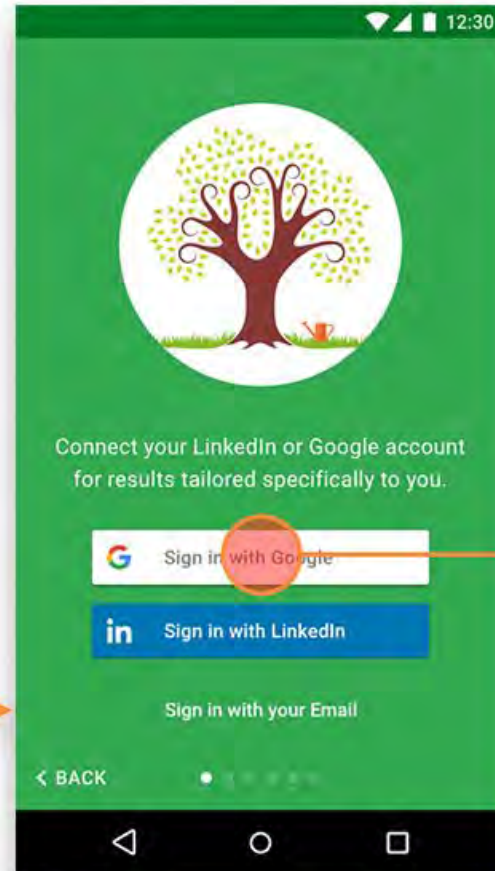 12:30
Connect your LinkedIn or Google account
for results tailored specifically to you.
G Sign in with Google
in Sign in with LinkedIn
Sign in with your Email
< BACK